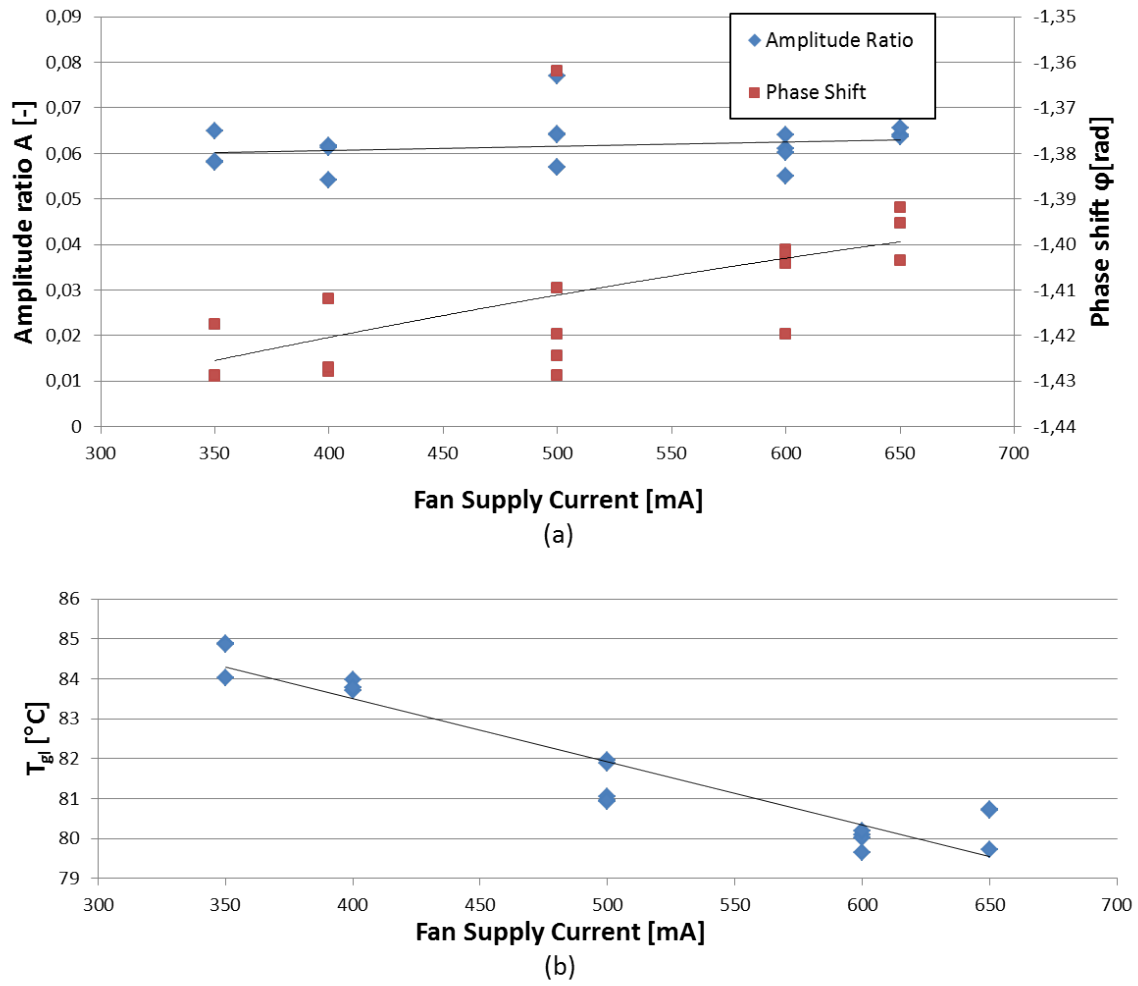 0,09
0,08
0,07
0,06
0,05
0,04
0,03
0,02
0,01
0
Amplitude ratio A [-]
Amplitude Ratio
Phase Shift
-1,35
-1,36
-1,37
-1,38
-1,39
-1,40
-1,41
-1,42
-1,43
-1,44
Phase shift φ[rad]
300 350 400 450 500 550 600 650 700
Fan Supply Current [mA]
(a)
86
85
84
83
82
81
80
79
Tgl [°C]
300 350 400 450 500 550 600 650 700
Fan Supply Current [mA]
(b)